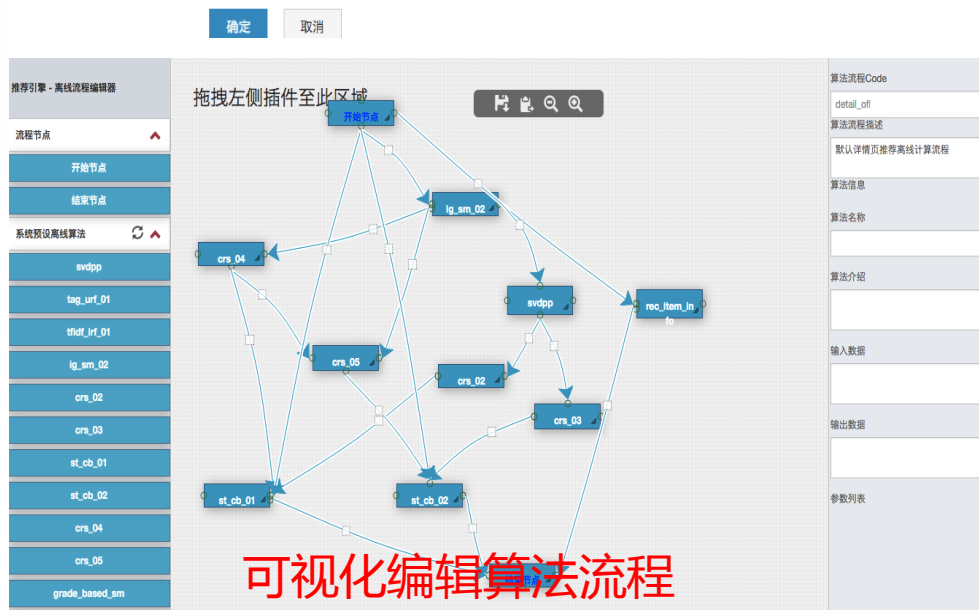 确定
取消
推荐引擎 - 离线流程编辑器
流程节点
开始节点
结束节点
系统预设离线算法
svdpp
tag_urf_01
tfidf_irf_01
lg_sm_02
crs_02
crs_03
st_cb_01
st_cb_02
crs_04
crs_05
grade_based_sm
拖拽左侧插件至此区域
开始节点
lg_sm_02
crs_04
svdpp
rec_item_in
fo
crs_05
crs_02
crs_03
st_cb_01
st_cb_02
节点
可视化编辑算法流程
算法流程Code
detail_ofl
算法流程描述
默认详情页推荐离线计算流程
算法信息
算法名称
算法介绍
输入数据
输出数据
参数列表